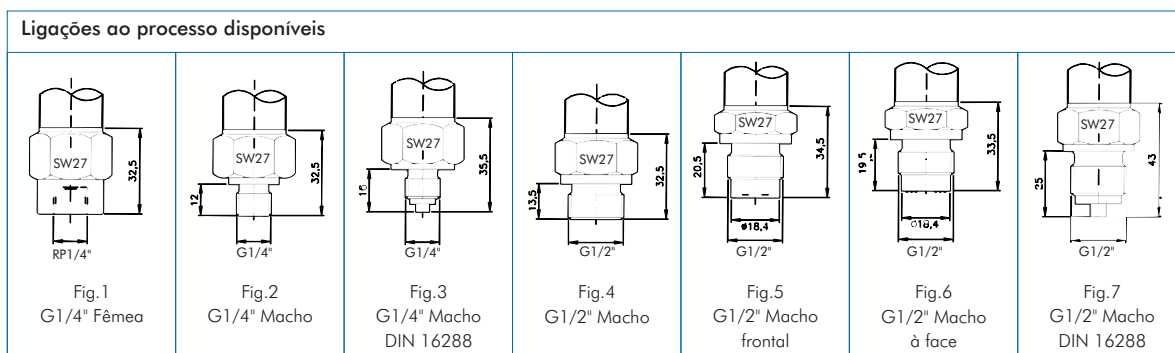 Ligações ao processo disponíveis
SW27
32,5
RP1/4"
Fig.1
G1/4" Fêmea
SW27
32,5
12
G1/4"
Fig.2
G1/4" Macho
SW27
35,5
16
G1/4"
Fig.3
G1/4" Macho
DIN 16288
SW27
32,5
13,5
G1/2"
Fig.4
G1/2" Macho
SW27
34,5
20,5
ø18,4
G1/2"
Fig.5
G1/2" Macho
frontal
SW27
33,5
19,5
ø18,4
G1/2"
Fig.6
G1/2" Macho
à face
SW27
43
25
G1/2"
Fig.7
G1/2" Macho
DIN 16288